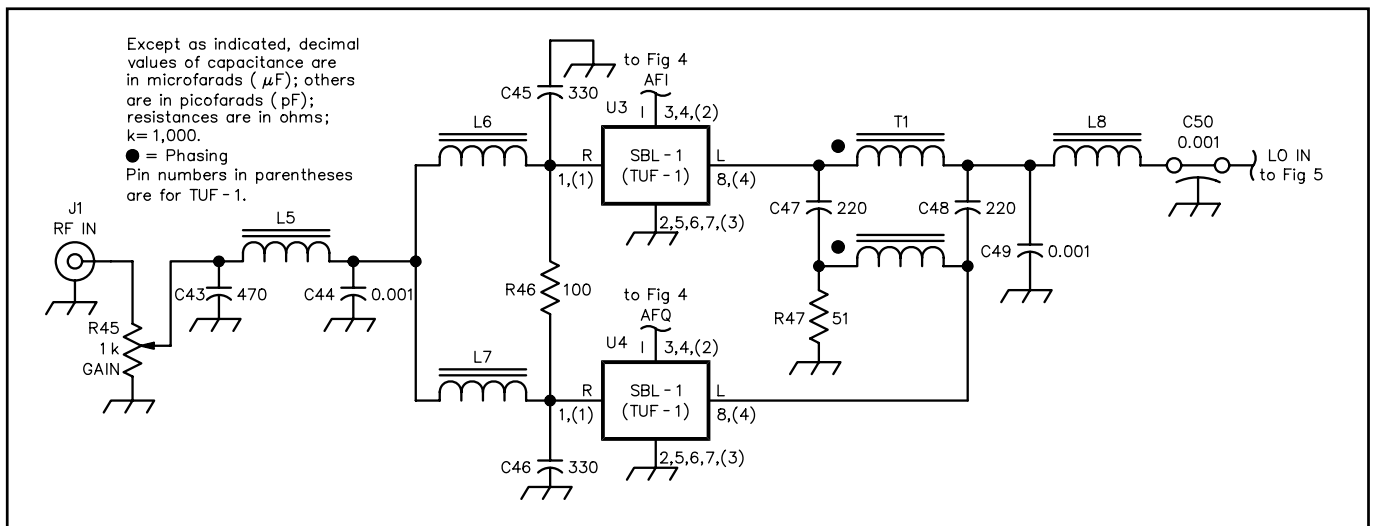 Except as indicated, decimal
values of capacitance are
in microfarads ( μF); others
are in picofarads ( pF);
resistances are in ohms;
k= 1,000.
● = Phasing
Pin numbers in parentheses
are for TUF-1.
J1
RF IN
R45
1 k
GAIN
C43
470
L5
C44
0.001
L6
L7
C45
330
R46
100
C46
330
to Fig 4
AFI
U3
I
3,4,(2)
R
1,(1)
SBL-1
(TUF-1)
L
8,(4)
2,5,6,7,(3)
to Fig 4
AFQ
U4
I
3,4,(2)
R
1,(1)
SBL-1
(TUF-1)
L
8,(4)
2,5,6,7,(3)
T1
C47
220
C48
220
R47
51
C49
0.001
L8
C50
0.001
LO IN
to Fig 5